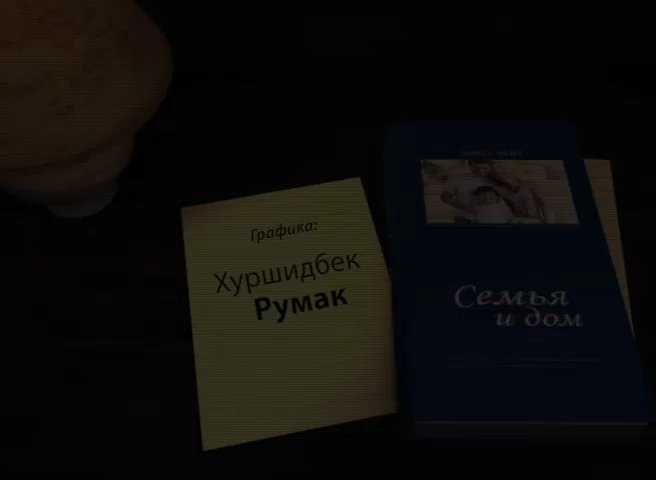 Графика:
Хуршидбек
Румак
Семья
и дом